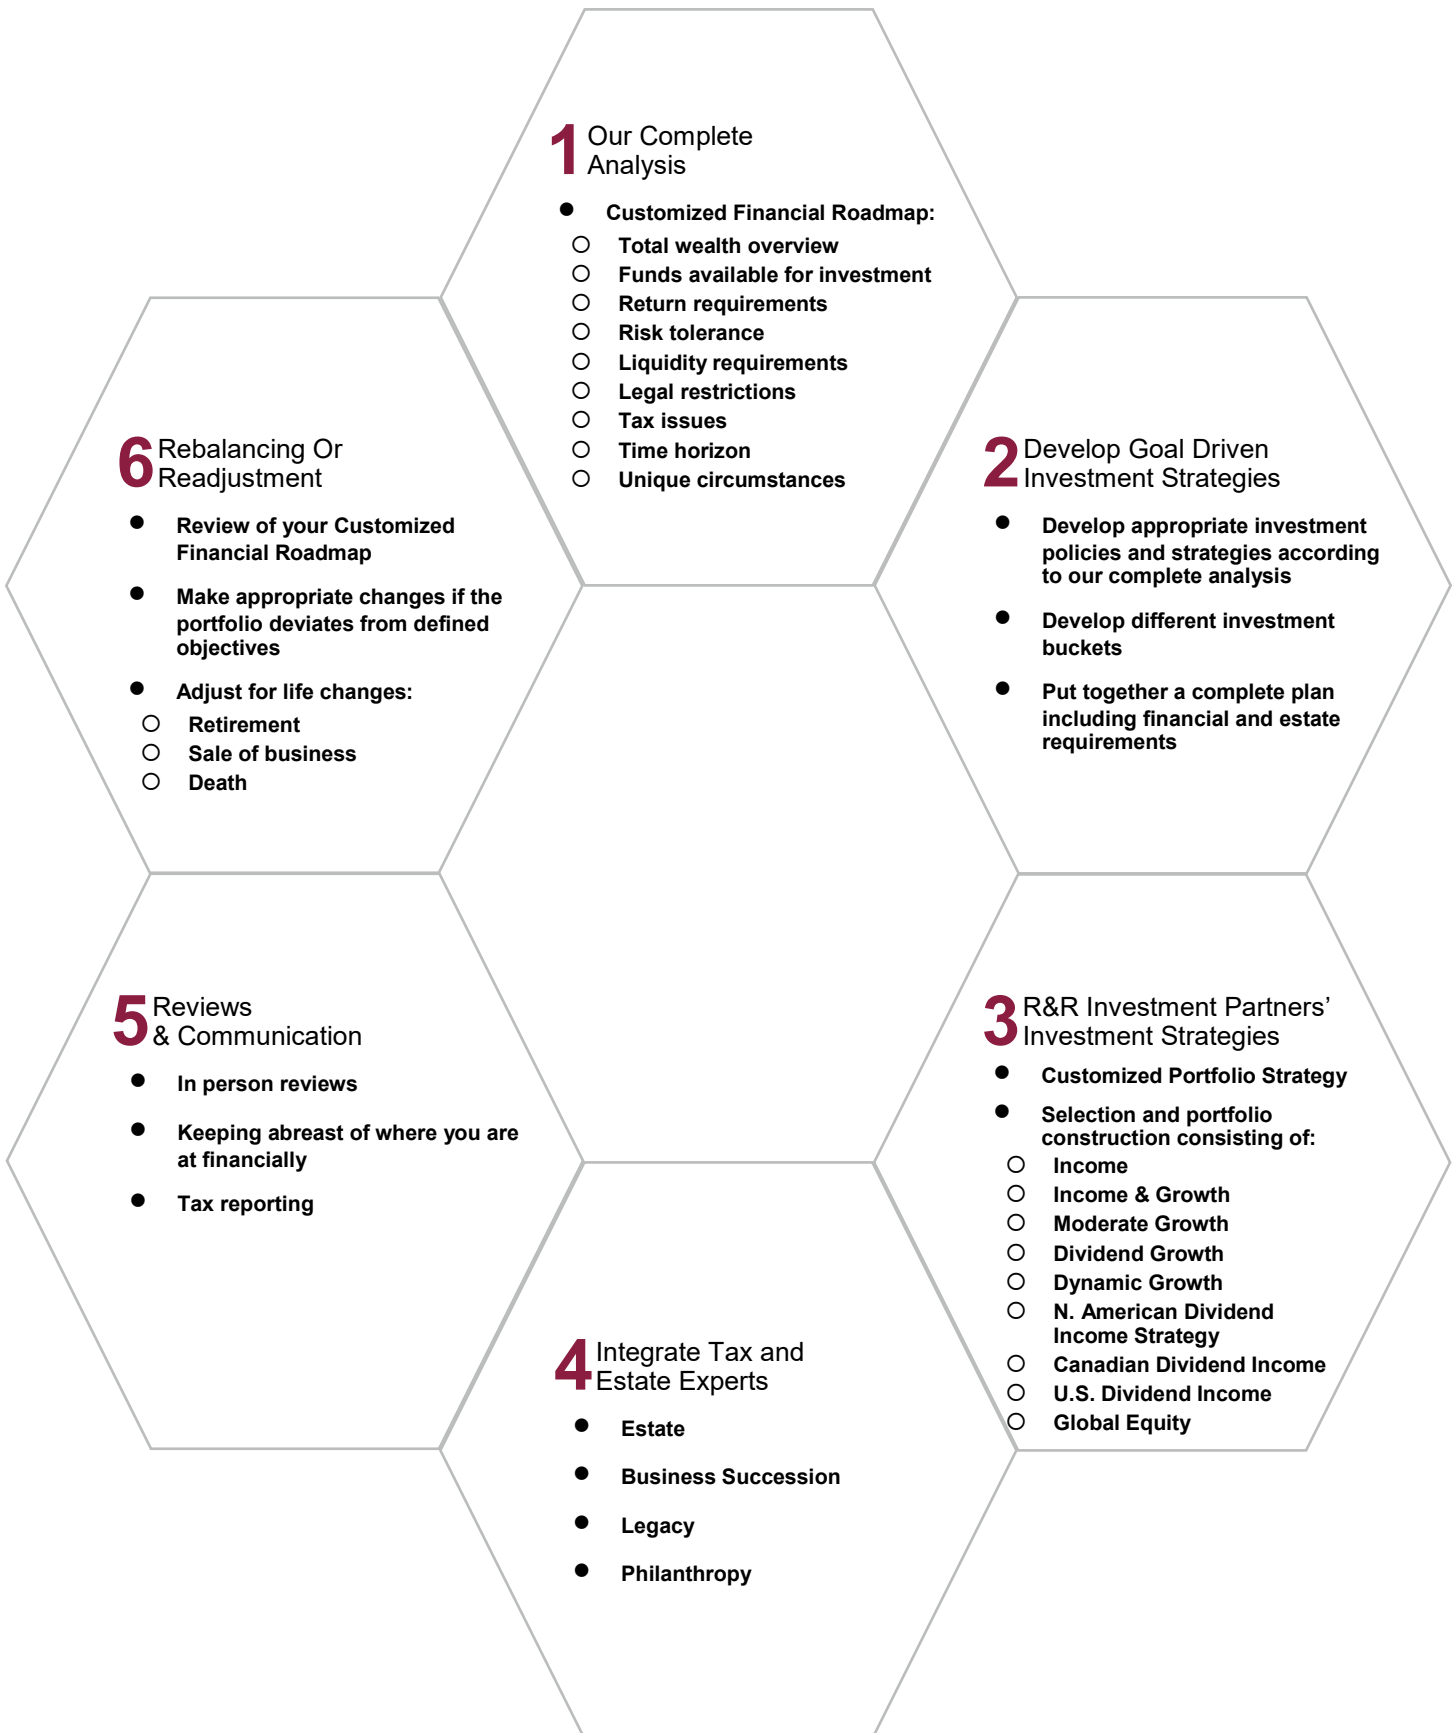 1 Our Complete
Analysis
● Customized Financial Roadmap:
○ Total wealth overview
○ Funds available for investment
○ Return requirements
○ Risk tolerance
○ Liquidity requirements
○ Legal restrictions
○ Tax issues
○ Time horizon
○ Unique circumstances
2 Develop Goal Driven
Investment Strategies
● Develop appropriate investment
policies and strategies according
to our complete analysis
● Develop different investment
buckets
● Put together a complete plan
including financial and estate
requirements
3 R&R Investment Partners’
Investment Strategies
● Customized Portfolio Strategy
● Selection and portfolio
construction consisting of:
○ Income
○ Income & Growth
○ Moderate Growth
○ Dividend Growth
○ Dynamic Growth
○ N. American Dividend
Income Strategy
○ Canadian Dividend Income
○ U.S. Dividend Income
○ Global Equity
4 Integrate Tax and
Estate Experts
● Estate
● Business Succession
● Legacy
● Philanthropy
5 Reviews
& Communication
● In person reviews
● Keeping abreast of where you are
at financially
● Tax reporting
6 Rebalancing Or
Readjustment
● Review of your Customized
Financial Roadmap
● Make appropriate changes if the
portfolio deviates from defined
objectives
● Adjust for life changes:
○ Retirement
○ Sale of business
○ Death